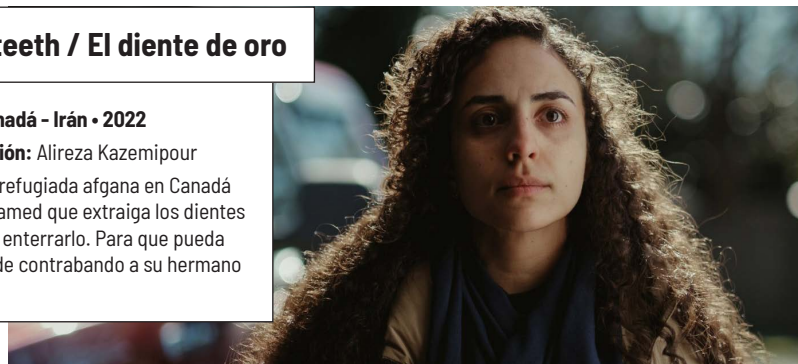 teeth / El diente de oro
nadá - Irán • 2022
ión: Alireza Kazemipour
refugiada afgana en Canadá
amed que extraiga los dientes
enterrarlo. Para que pueda
de contrabando a su hermano